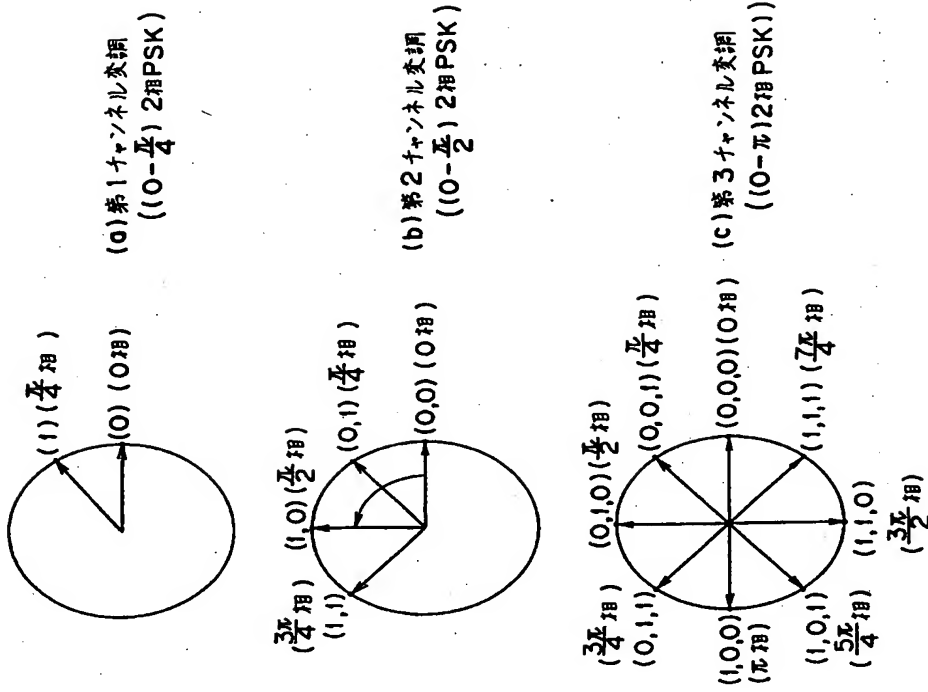 (1) (π/4相)
(0) (0相)
(a) 第1チャンネル変調
((0-π/4) 2相PSK)
(1,0) (π/2相)
(3π/4相)
(1,1)
(0,1) (π/4相)
(0,0) (0相)
(b) 第2チャンネル変調
((0-π/2) 2相PSK)
(0,1,0) (π/2相)
(3π/4相)
(0,1,1)
(0,0,1) (π/4相)
(1,0,0)
(π相)
(0,0,0) (0相)
(1,0,1)
(5π/4相)
(1,1,1) (7π/4)
(1,1,0)
(3π/2相)
(c) 第3チャンネル変調
((0-π)2相PSK))